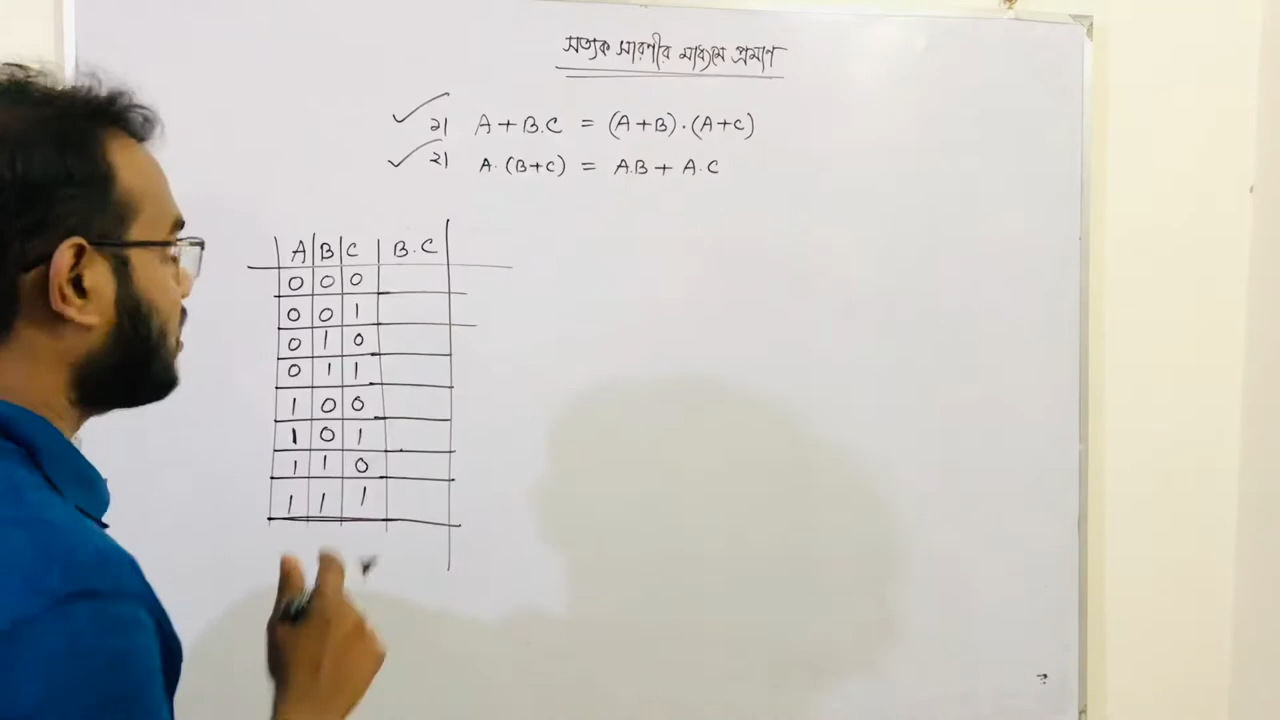 সত্যক সারণীর মাধ্যমে প্রমাণ
১। A + B.C = (A+B).(A+C)
২। A.(B+C) = A.B + A.C
A B C B.C
0 0 0
0 0 1
0 1 0
0 1 1
1 0 0
1 0 1
1 1 0
1 1 1